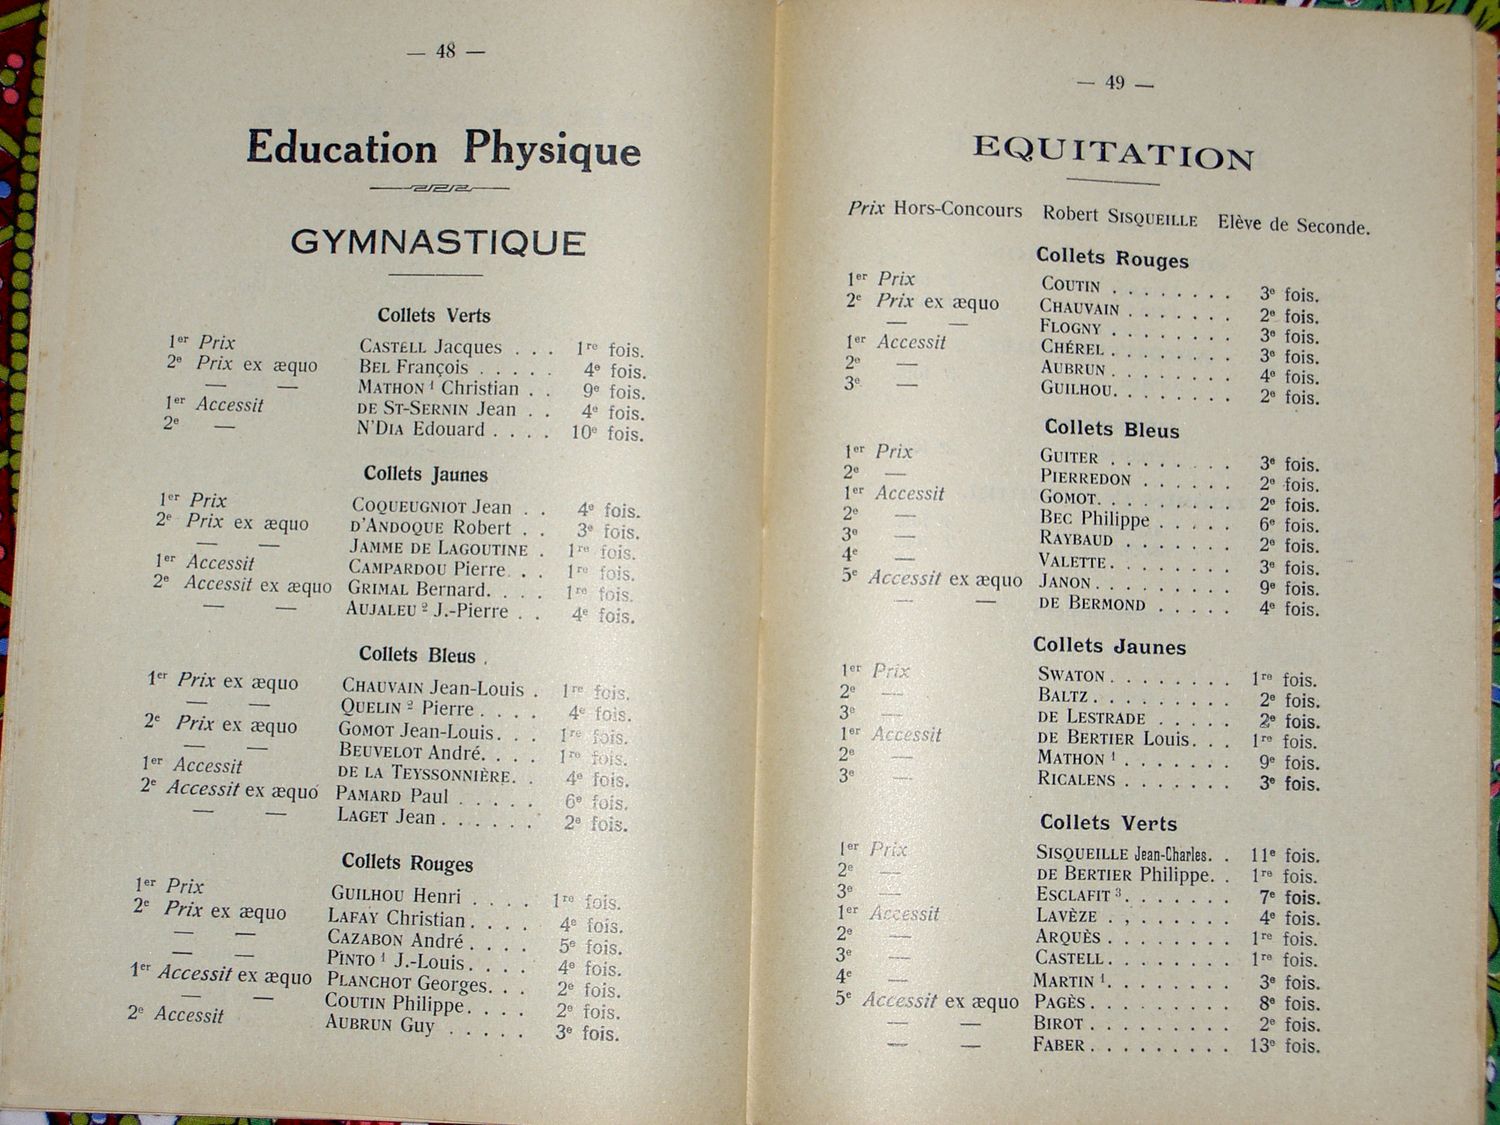 — 48 —
Education Physique
GYMNASTIQUE
Collets Verts
1er Prix CASTELL Jacques . . . 1re fois.
2e Prix ex æquo BEL François . . . . . 4e fois.
— — MATHON 1 Christian . . 9e fois.
1er Accessit DE ST-SERNIN Jean . . 4e fois.
2e — N'DIA Edouard . . . . 10e fois.
Collets Jaunes
1er Prix COQUEUGNIOT Jean . . 4e fois.
2e Prix ex æquo D'ANDOQUE Robert . . 3e fois.
— — JAMME DE LAGOUTINE . 1re fois.
1er Accessit CAMPARDOU Pierre . . . 1re fois.
2e Accessit ex æquo GRIMAL Bernard. . . . 1re fois.
— — AUJALEU 2 J.-Pierre . . 4e fois.
Collets Bleus
1er Prix ex æquo CHAUVAIN Jean-Louis . 1re fois.
— — QUELIN 2 Pierre . . . . 4e fois.
2e Prix ex æquo GOMOT Jean-Louis. . . 1re fois.
— — BEUVELOT André. . . . 1re fois.
1er Accessit DE LA TEYSSONNIÈRE. . 4e fois.
2e Accessit ex æquo PAMARD Paul . . . . . 6e fois.
— — LAGET Jean . . . . . . 2e fois.
Collets Rouges
1er Prix GUILHOU Henri . . . . 1re fois.
2e Prix ex æquo LAFAY Christian . . . . 4e fois.
— — CAZABON André . . . . 5e fois.
— — PINTO 1 J.-Louis . . . . 4e fois.
1er Accessit ex æquo PLANCHOT Georges. . . 2e fois.
— — COUTIN Philippe. . . . 2e fois.
2e Accessit AUBRUN Guy . . . . . 3e fois.
— 49 —
EQUITATION
Prix Hors-Concours Robert SISQUEILLE Elève de Seconde.
Collets Rouges
1er Prix COUTIN . . . . . . . . 3e fois.
2e Prix ex æquo CHAUVAIN . . . . . . . 2e fois.
— — FLOGNY . . . . . . . . 3e fois.
1er Accessit CHÉREL . . . . . . . . 3e fois.
2e — AUBRUN . . . . . . . . 4e fois.
3e — GUILHOU. . . . . . . . 2e fois.
Collets Bleus
1er Prix GUITER . . . . . . . . 3e fois.
2e — PIERREDON . . . . . . 2e fois.
1er Accessit GOMOT. . . . . . . . . 2e fois.
2e — BEC Philippe . . . . . 6e fois.
3e — RAYBAUD . . . . . . . 2e fois.
4e — VALETTE . . . . . . . . 3e fois.
5e Accessit ex æquo JANON . . . . . . . . . 9e fois.
— — DE BERMOND . . . . . 4e fois.
Collets Jaunes
1er Prix SWATON . . . . . . . . 1re fois.
2e — BALTZ . . . . . . . . . 2e fois.
3e — DE LESTRADE . . . . . 2e fois.
1er Accessit DE BERTIER Louis. . . 1re fois.
2e — MATHON 1 . . . . . . . 9e fois.
3e — RICALENS . . . . . . . 3e fois.
Collets Verts
1er Prix SISQUEILLE Jean-Charles. . 11e fois.
2e — DE BERTIER Philippe. . 1re fois.
3e — ESCLAFIT 3. . . . . . . 7e fois.
1er Accessit LAVÈZE . . . . . . . . 4e fois.
2e — ARQUÈS . . . . . . . . 1re fois.
3e — CASTELL . . . . . . . . 1re fois.
4e — MARTIN 1. . . . . . . . 3e fois.
5e Accessit ex æquo PAGÈS . . . . . . . . . 8e fois.
— — BIROT . . . . . . . . . 2e fois.
— — FABER . . . . . . . . . 13e fois.